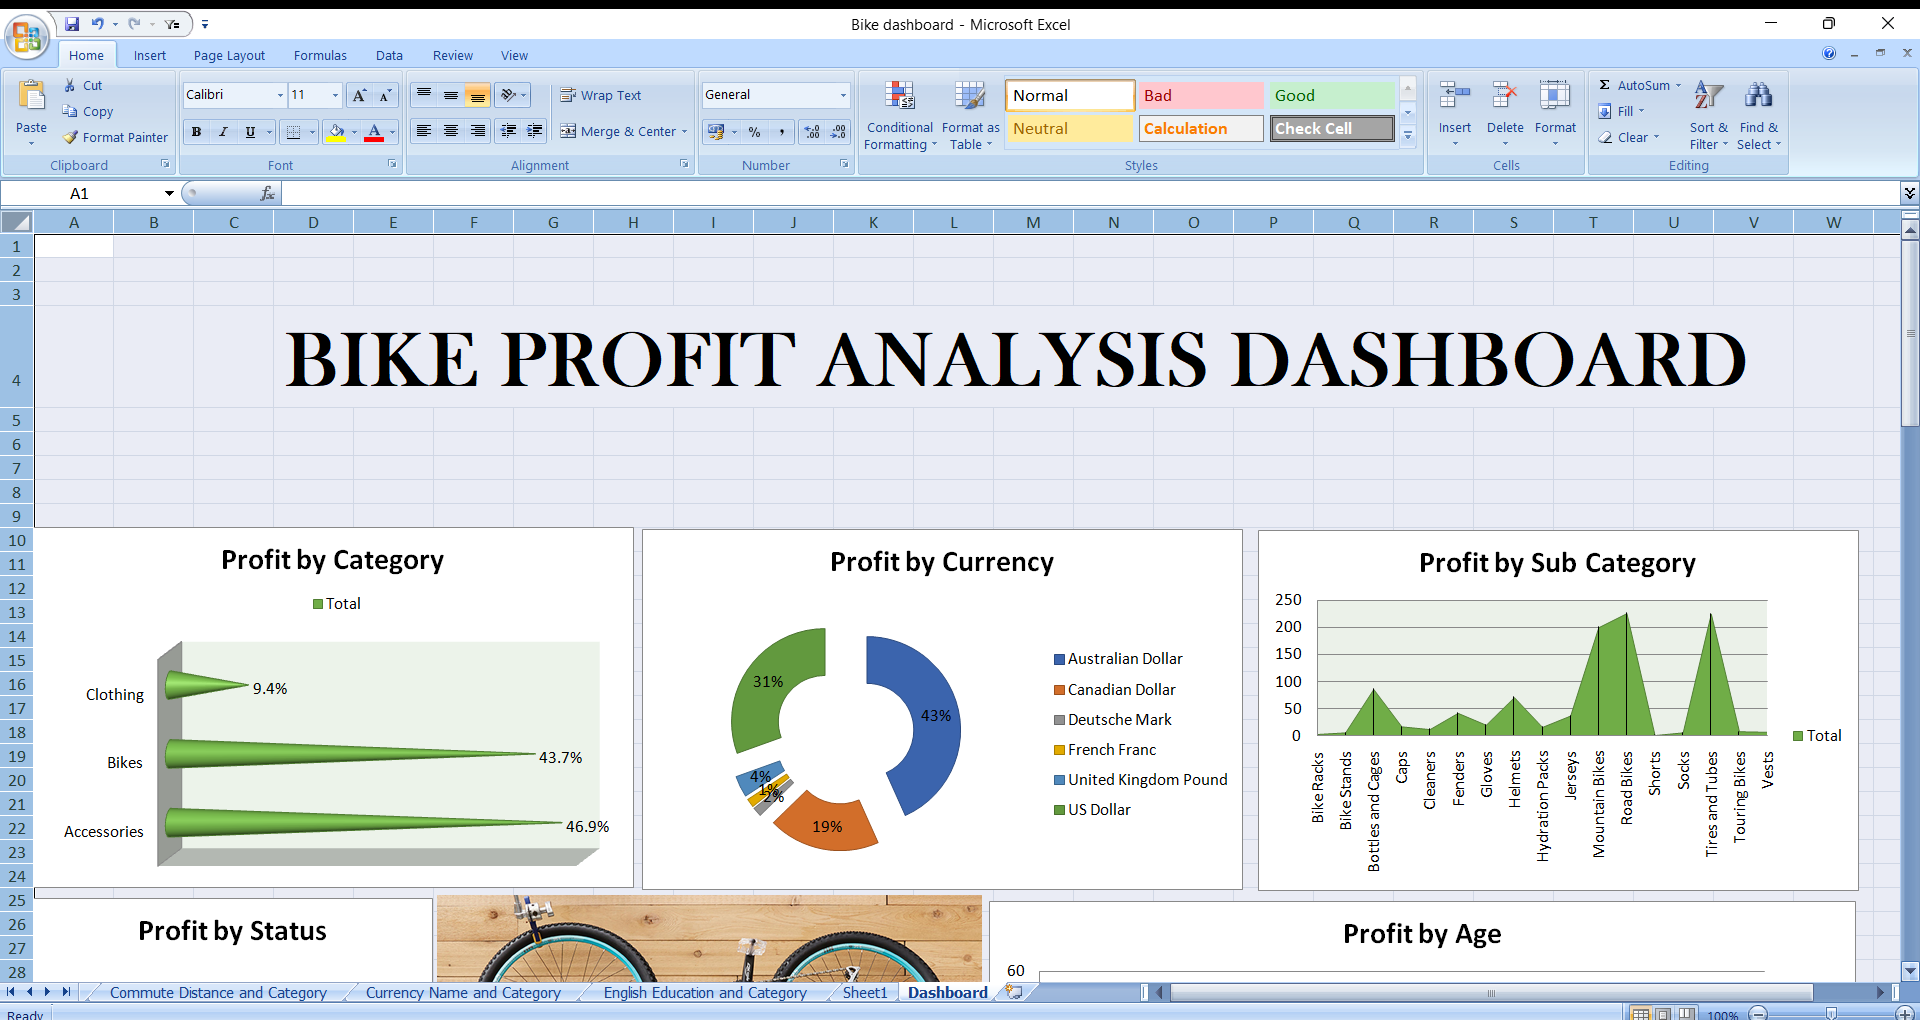 Bike dashboard - Microsoft Excel
Home Insert Page Layout Formulas Data Review View
Paste
Cut
Copy
Format Painter
Clipboard
Calibri 11
B I U
Font
Wrap Text
Merge & Center
Alignment
General
Number
Conditional Formatting
Format as Table
Normal Bad Good
Neutral Calculation Check Cell
Styles
Insert Delete Format
Cells
AutoSum
Fill
Clear
Sort & Filter
Find & Select
Editing
A1 fx
A B C D E F G H I J K L M N O P Q R S T U V W
1
2
3
4
BIKE PROFIT ANALYSIS DASHBOARD
5
6
7
8
9
10
11
12
13
14
15
16
17
18
19
20
21
22
23
24
25
26
27
28
Profit by Category
Total
Clothing 9.4%
Bikes 43.7%
Accessories 46.9%
Profit by Currency
31%
43%
4%
1%
2%
19%
Australian Dollar
Canadian Dollar
Deutsche Mark
French Franc
United Kingdom Pound
US Dollar
Profit by Sub Category
250
200
150
100
50
0
Total
Bike Racks
Bike Stands
Bottles and Cages
Caps
Cleaners
Fenders
Gloves
Helmets
Hydration Packs
Jerseys
Mountain Bikes
Road Bikes
Shorts
Socks
Tires and Tubes
Touring Bikes
Vests
Profit by Status
Profit by Age
60
Commute Distance and Category Currency Name and Category English Education and Category Sheet1 Dashboard
Ready 100%